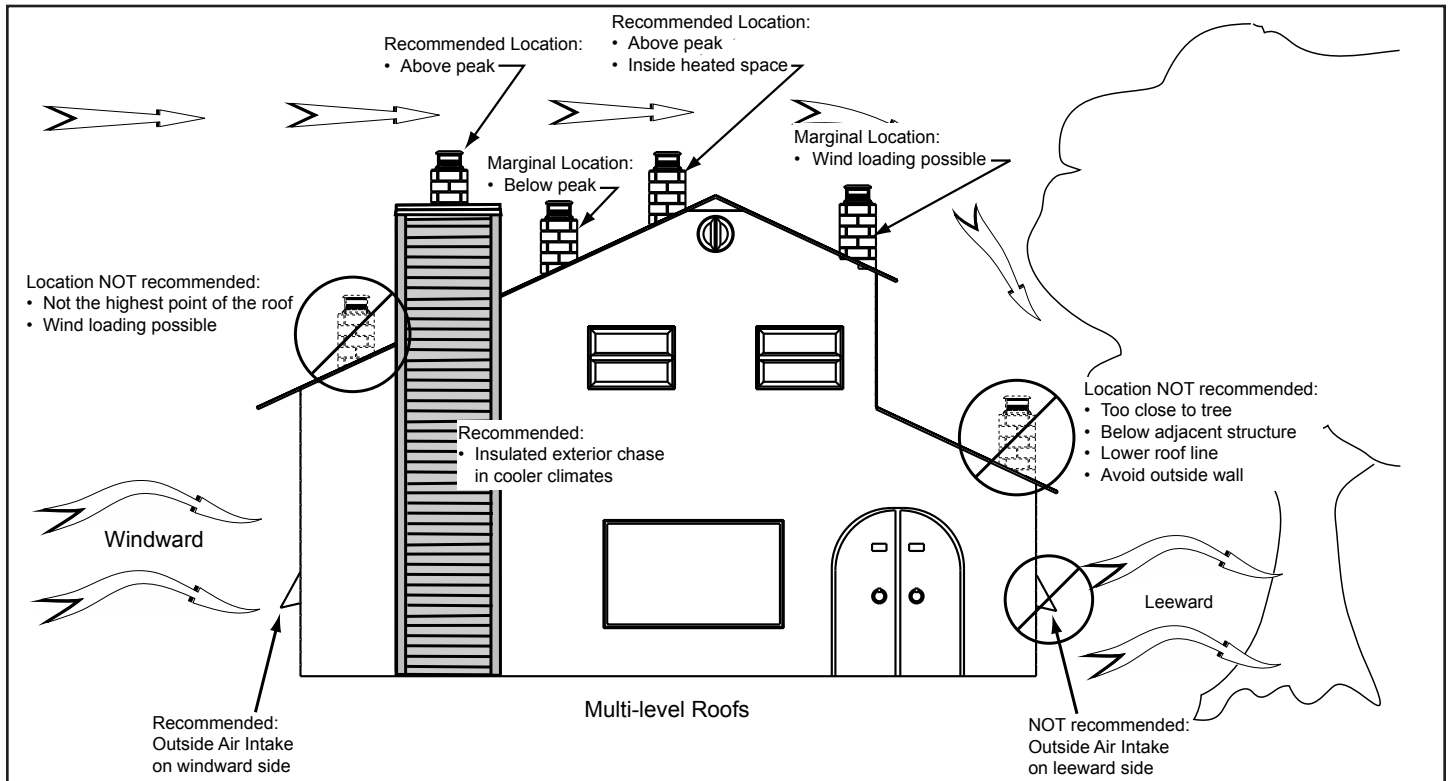 Recommended Location:
• Above peak
Recommended Location:
• Above peak
• Inside heated space
Marginal Location:
• Below peak
Marginal Location:
• Wind loading possible
Location NOT recommended:
• Not the highest point of the roof
• Wind loading possible
Recommended:
• Insulated exterior chase
in cooler climates
Location NOT recommended:
• Too close to tree
• Below adjacent structure
• Lower roof line
• Avoid outside wall
Windward
Leeward
Multi-level Roofs
Recommended:
Outside Air Intake
on windward side
NOT recommended:
Outside Air Intake
on leeward side